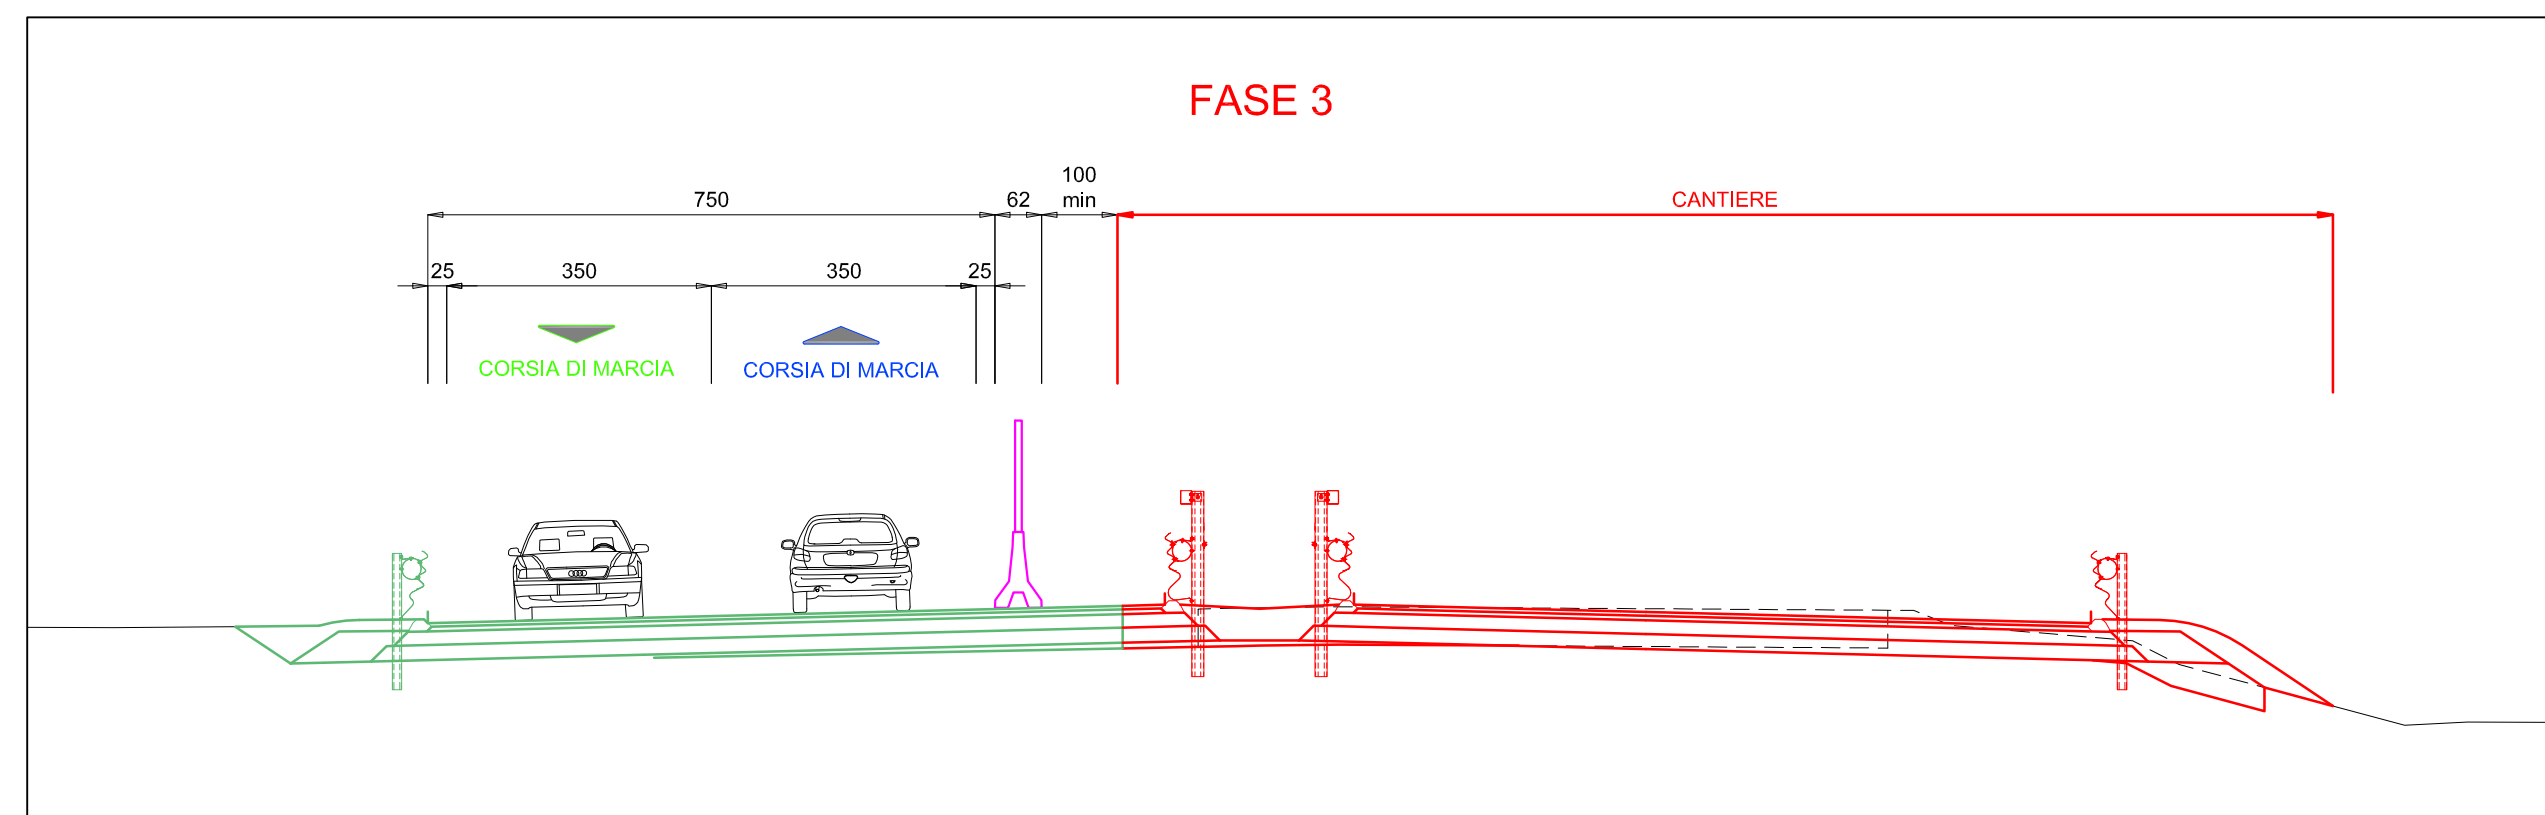 FASE 3
100
750 62 min CANTIERE
25 350 350 25
CORSIA DI MARCIA CORSIA DI MARCIA